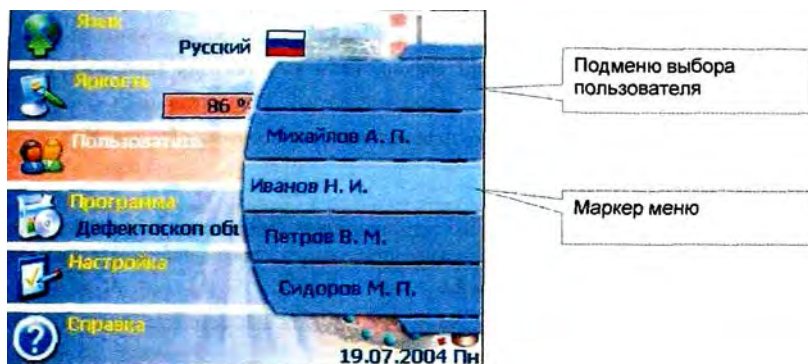 Язык
Русский
Яркость
86 %
Пользователь
Михайлов А. П.
Иванов Н. И.
Программа
Дефектоскоп общ
Петров В. М.
Настройка
Сидоров М. П.
Справка
19.07.2004 Пн
Подменю выбора
пользователя
Маркер меню